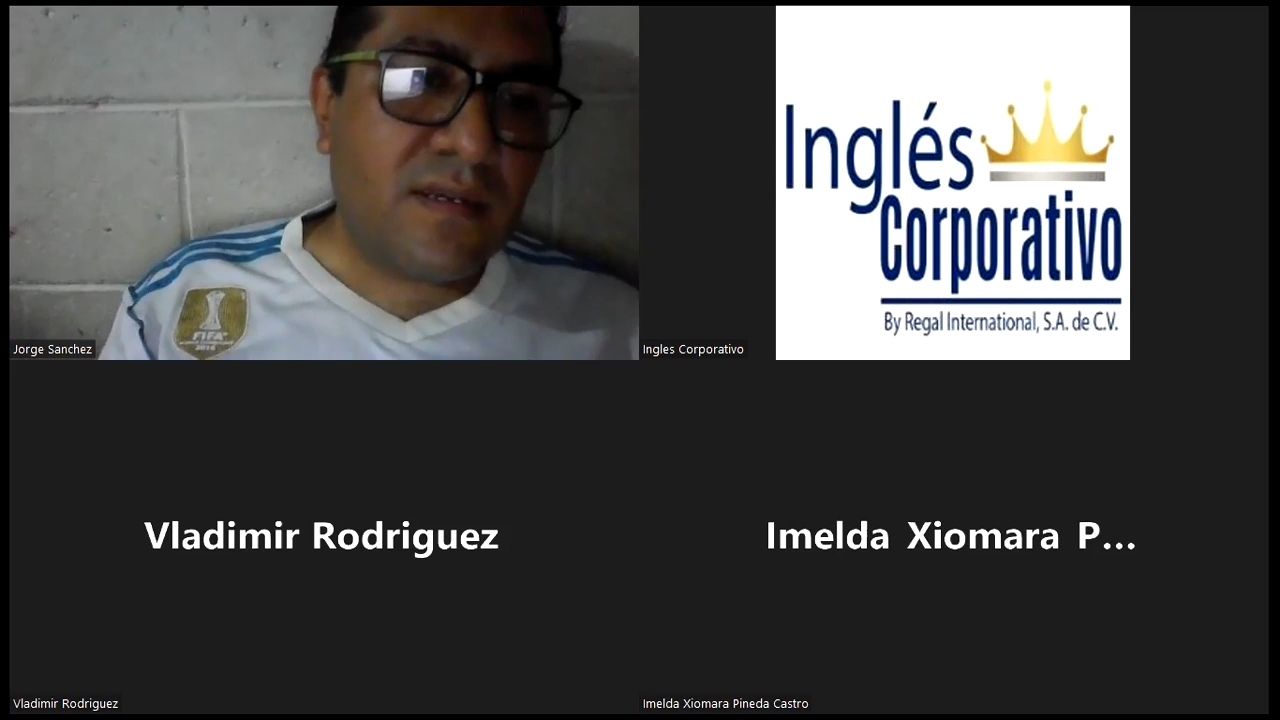 FIFA
Jorge Sanchez
Inglés
Corporativo
By Regal International, S.A. de C.V.
Ingles Corporativo
Vladimir Rodriguez
Imelda Xiomara P...
Vladimir Rodriguez
Imelda Xiomara Pineda Castro